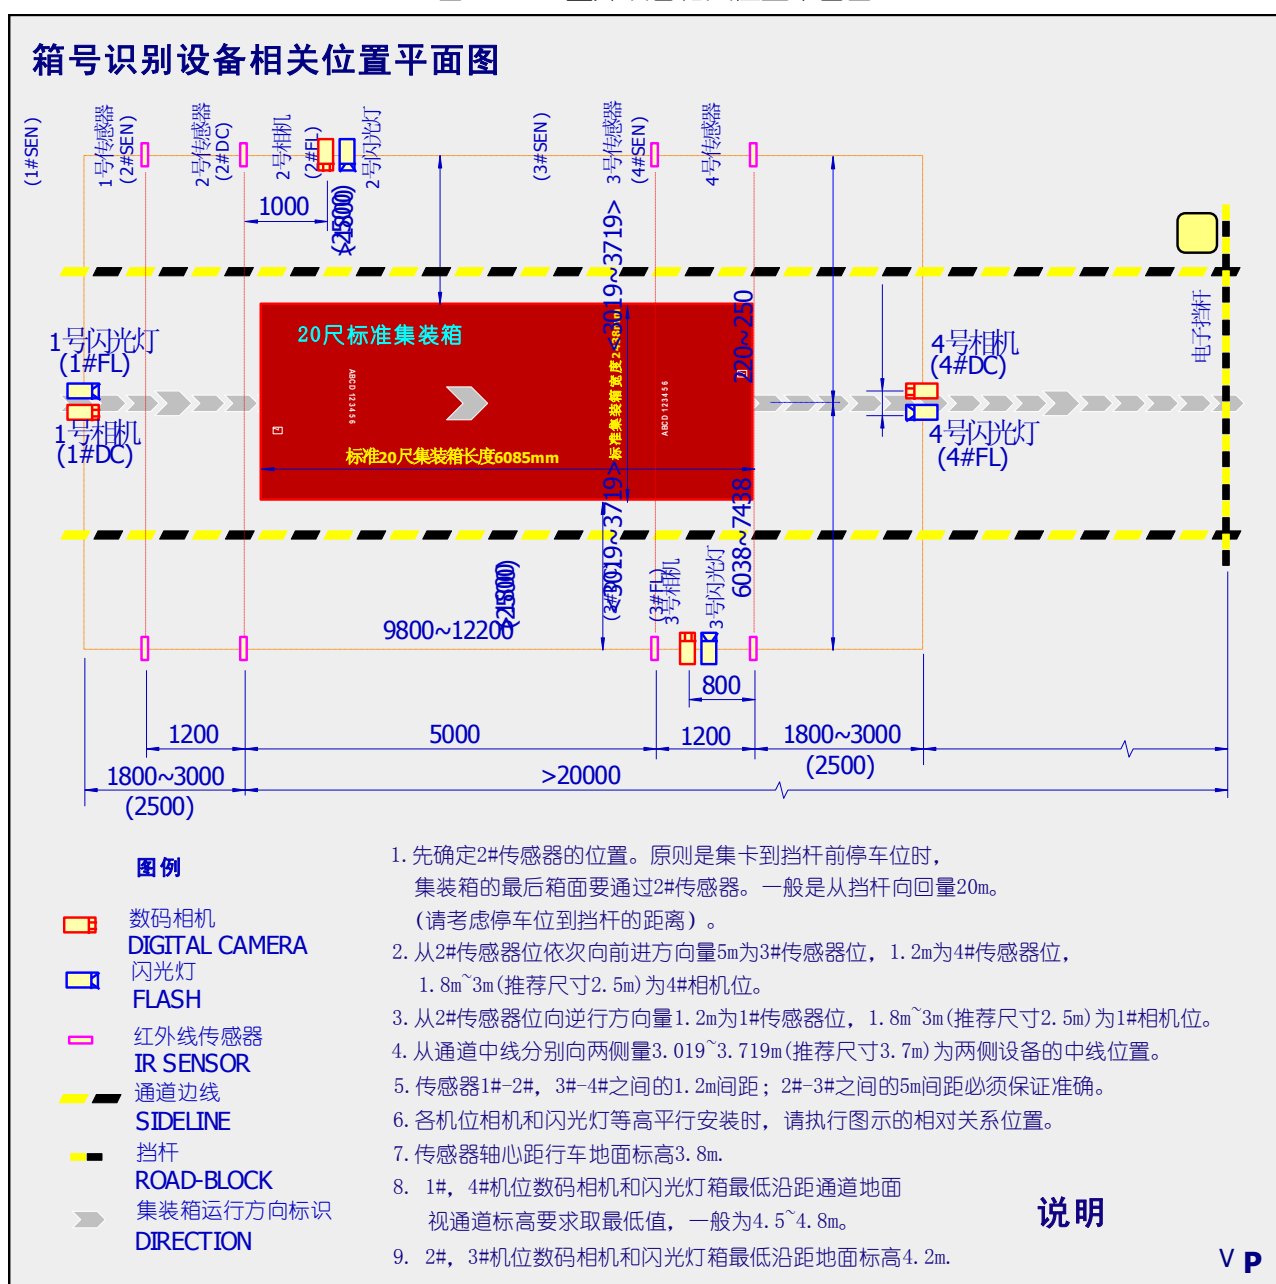 箱号识别设备相关位置平面图
(1#SEN)
1号传感器
(2#SEN)
2号传感器
(2#DC)
2号相机
(2#FL)
2号闪光灯
(3#SEN)
3号传感器
(4#SEN)
4号传感器
1000
>1800
(2500)
<3019~3719>
220~250
电子挡杆
20尺标准集装箱
ABCD 123456
ABCD 123456
标准20尺集装箱长度6085mm
1号闪光灯
(1#FL)
1号相机
(1#DC)
4号相机
(4#DC)
4号闪光灯
(4#FL)
<3019~3719>
6038~7438
(3#FL)
3号相机
3号闪光灯
9800~12200
800
1200
5000
1200
1800~3000
(2500)
1800~3000
(2500)
>20000
图例
数码相机
DIGITAL CAMERA
闪光灯
FLASH
红外线传感器
IR SENSOR
通道边线
SIDELINE
挡杆
ROAD-BLOCK
集装箱运行方向标识
DIRECTION
1.先确定2#传感器的位置。原则是集卡到挡杆前停车位时，
集装箱的最后箱面要通过2#传感器。一般是从挡杆向回量20m。
(请考虑停车位到挡杆的距离)。
2.从2#传感器位依次向前进方向量5m为3#传感器位，1.2m为4#传感器位，
1.8m~3m(推荐尺寸2.5m)为4#相机位。
3.从2#传感器位向逆行方向量1.2m为1#传感器位，1.8m~3m(推荐尺寸2.5m)为1#相机位。
4.从通道中线分别向两侧量3.019~3.719m(推荐尺寸3.7m)为两侧设备的中线位置。
5.传感器1#-2#，3#-4#之间的1.2m间距；2#-3#之间的5m间距必须保证准确。
6.各机位相机和闪光灯等高平行安装时，请执行图示的相对关系位置。
7.传感器轴心距行车地面标高3.8m.
8. 1#，4#机位数码相机和闪光灯箱最低沿距通道地面
视通道标高要求取最低值，一般为4.5~4.8m。
9. 2#，3#机位数码相机和闪光灯箱最低沿距地面标高4.2m.
说明
V P